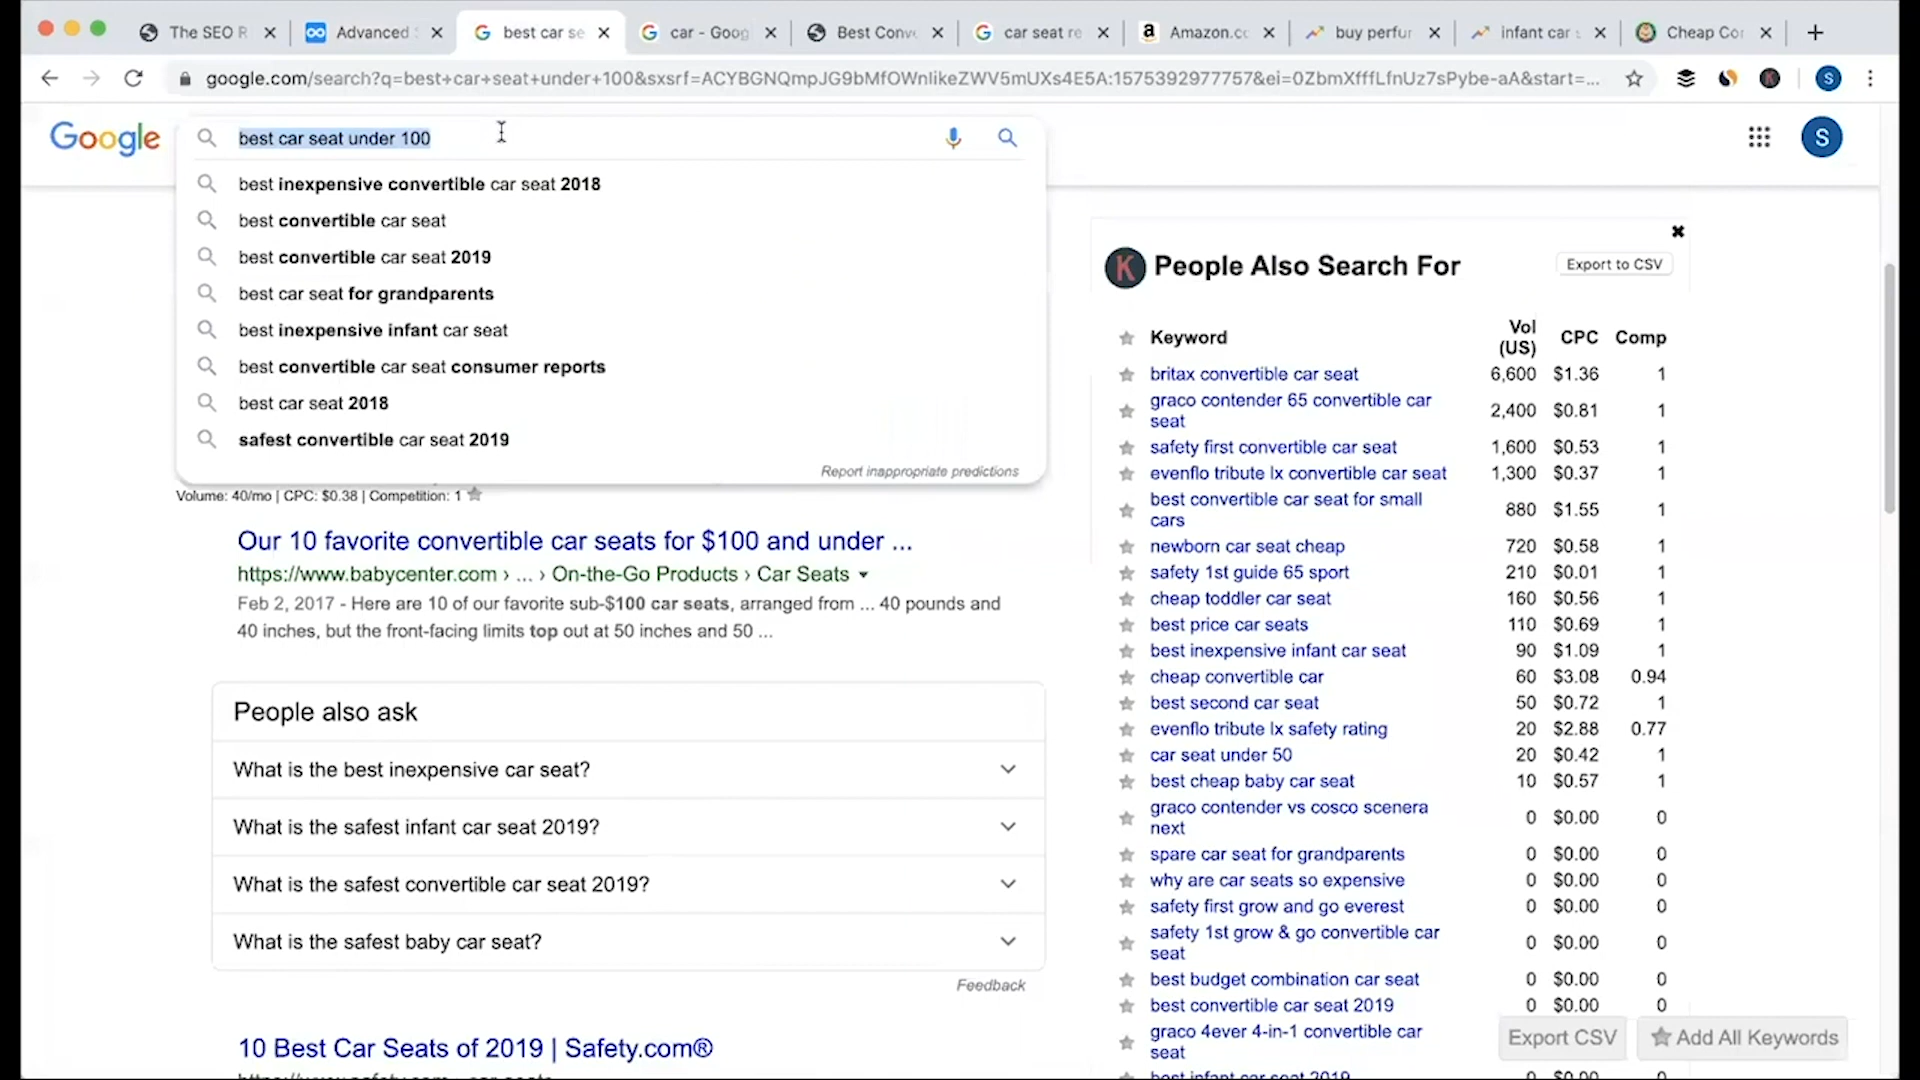 The SEO R
Advanced
best car se
car - Goog
Best Conv
car seat re
Amazon.co
buy perfur
infant car s
Cheap Cor
google.com/search?q=best+car+seat+under+100&sxsrf=ACYBGNQmpJG9bMfOWnlikeZWV5mUXs4E5A:1575392977757&ei=0ZbmXfffLfnUz7sPybe-aA&start=...
S
Google
best car seat under 100
S
best inexpensive convertible car seat 2018
best convertible car seat
best convertible car seat 2019
best car seat for grandparents
best inexpensive infant car seat
best convertible car seat consumer reports
best car seat 2018
safest convertible car seat 2019
Report inappropriate predictions
Volume: 40/mo | CPC: $0.38 | Competition: 1
Our 10 favorite convertible car seats for $100 and under ...
https://www.babycenter.com › ... › On-the-Go Products › Car Seats
Feb 2, 2017 - Here are 10 of our favorite sub-$100 car seats, arranged from ... 40 pounds and
40 inches, but the front-facing limits top out at 50 inches and 50 ...
People also ask
What is the best inexpensive car seat?
What is the safest infant car seat 2019?
What is the safest convertible car seat 2019?
What is the safest baby car seat?
Feedback
10 Best Car Seats of 2019 | Safety.com®
K People Also Search For
Export to CSV
Keyword Vol (US) CPC Comp
britax convertible car seat 6,600 $1.36 1
graco contender 65 convertible car
seat 2,400 $0.81 1
safety first convertible car seat 1,600 $0.53 1
evenflo tribute lx convertible car seat 1,300 $0.37 1
best convertible car seat for small
cars 880 $1.55 1
newborn car seat cheap 720 $0.58 1
safety 1st guide 65 sport 210 $0.01 1
cheap toddler car seat 160 $0.56 1
best price car seats 110 $0.69 1
best inexpensive infant car seat 90 $1.09 1
cheap convertible car 60 $3.08 0.94
best second car seat 50 $0.72 1
evenflo tribute lx safety rating 20 $2.88 0.77
car seat under 50 20 $0.42 1
best cheap baby car seat 10 $0.57 1
graco contender vs cosco scenera
next 0 $0.00 0
spare car seat for grandparents 0 $0.00 0
why are car seats so expensive 0 $0.00 0
safety first grow and go everest 0 $0.00 0
safety 1st grow & go convertible car
seat 0 $0.00 0
best budget combination car seat 0 $0.00 0
best convertible car seat 2019 0 $0.00 0
graco 4ever 4-in-1 convertible car
seat
best infant car seat 2019 0 $0.00 0
Export CSV
Add All Keywords